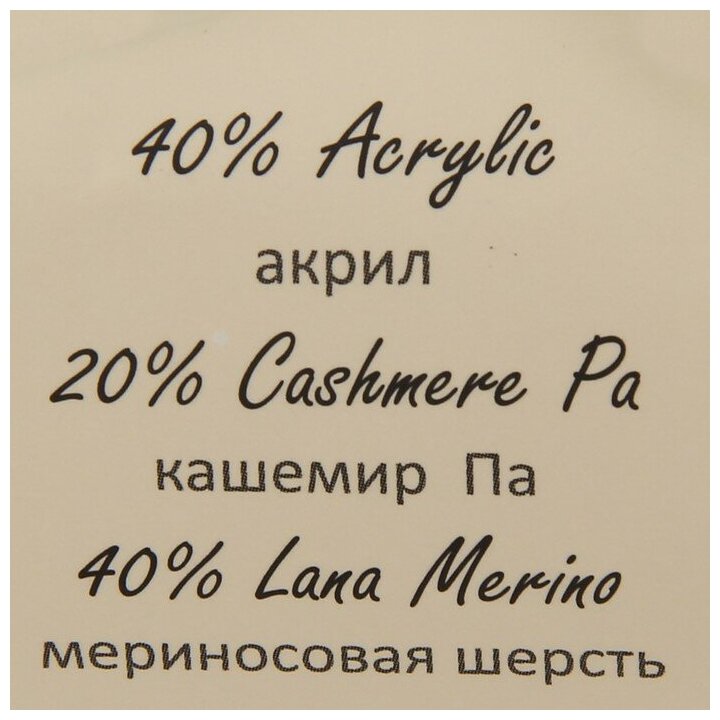 40% Acrylic
акрил
20% Cashmere Pa
кашемир Па
40% Lana Merino
мериносовая шерсть